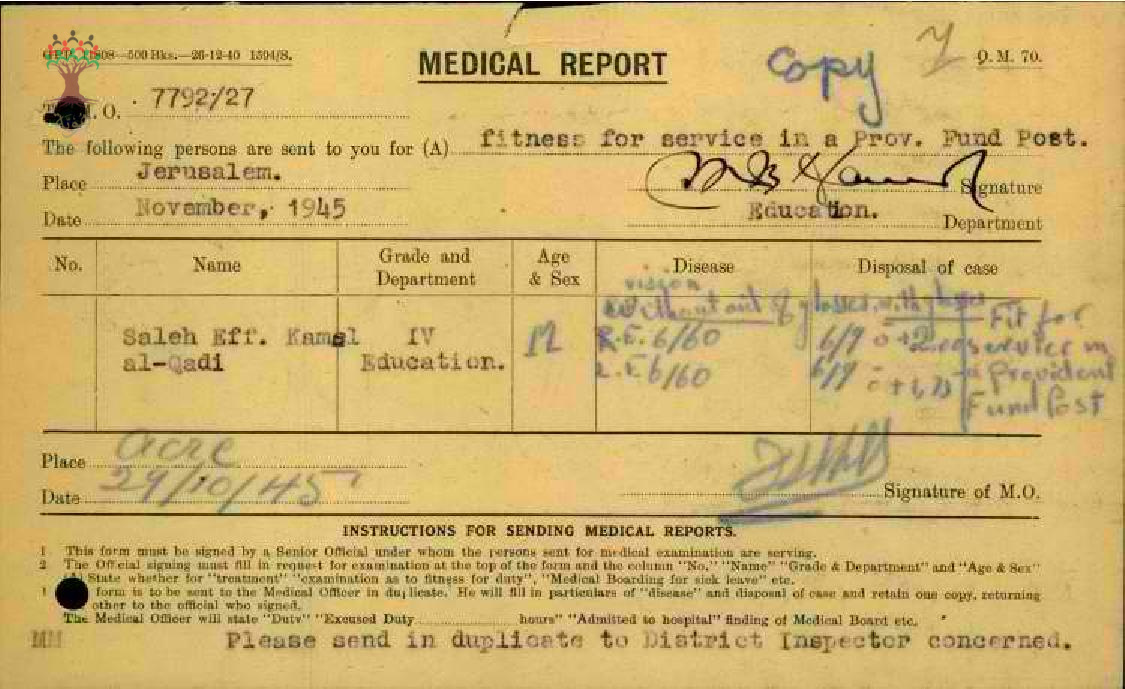 G.P.P. 11808—500 Bks.—26-12-40 1594/S.
MEDICAL REPORT
Copy
7
Q.M. 70.
M.O. 7792/27
The following persons are sent to you for (A) fitness for service in a Prov. Fund Post.
Place Jerusalem.
Signature
Date November, 1945
Education. Department
No. Name Grade and Department Age & Sex Disease Disposal of case
vision
without aid of glasses with glasses
Saleh Eff. Kamal al-Qadi
IV Education.
M
R.E. 6/60 6/9
L.E 6/60 6/9
Fit for
service in
a Provident
Fund Post
Place Acre
Date 29/10/45
Signature of M.O.
INSTRUCTIONS FOR SENDING MEDICAL REPORTS.
1 This form must be signed by a Senior Official under whom the persons sent for medical examination are serving.
2 The Official signing must fill in request for examination at the top of the form and the column "No." "Name" "Grade & Department" and "Age & Sex"
(A) State whether for "treatment" "examination as to fitness for duty", "Medical Boarding for sick leave" etc.
form is to be sent to the Medical Officer in duplicate. He will fill in particulars of "disease" and disposal of case and retain one copy, returning
other to the official who signed.
The Medical Officer will state "Duty" "Excused Duty hours" "Admitted to hospital" finding of Medical Board etc.
MM Please send in duplicate to District Inspector concerned.